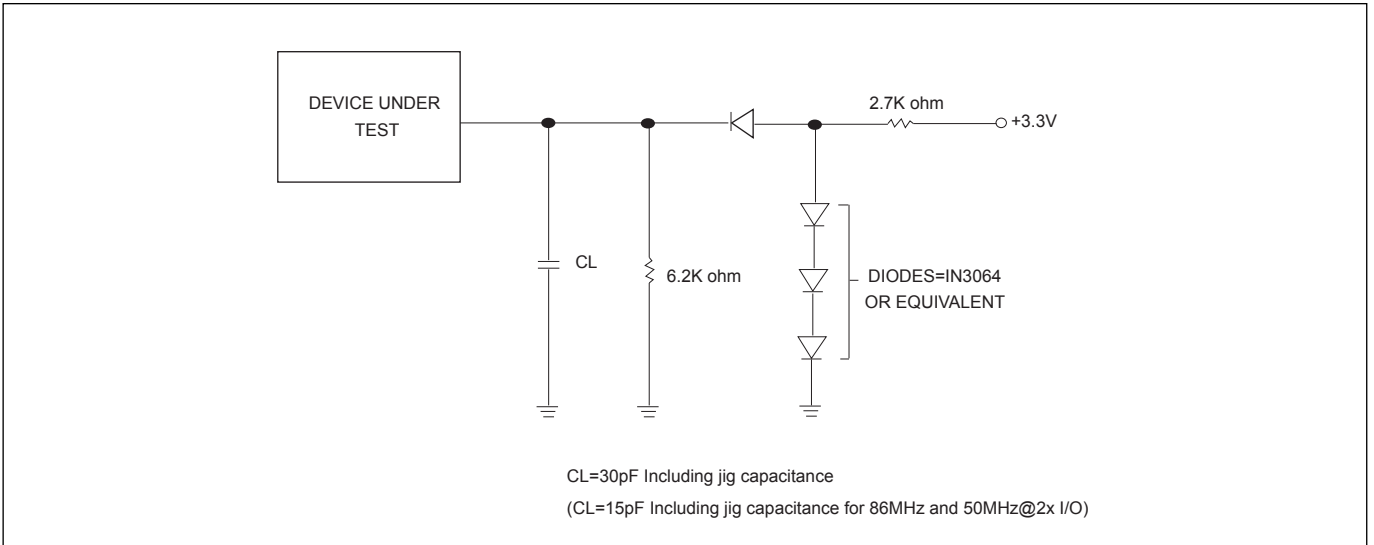 DEVICE UNDER
TEST
2.7K ohm
+3.3V
CL
6.2K ohm
DIODES=IN3064
OR EQUIVALENT
CL=30pF Including jig capacitance
(CL=15pF Including jig capacitance for 86MHz and 50MHz@2x I/O)